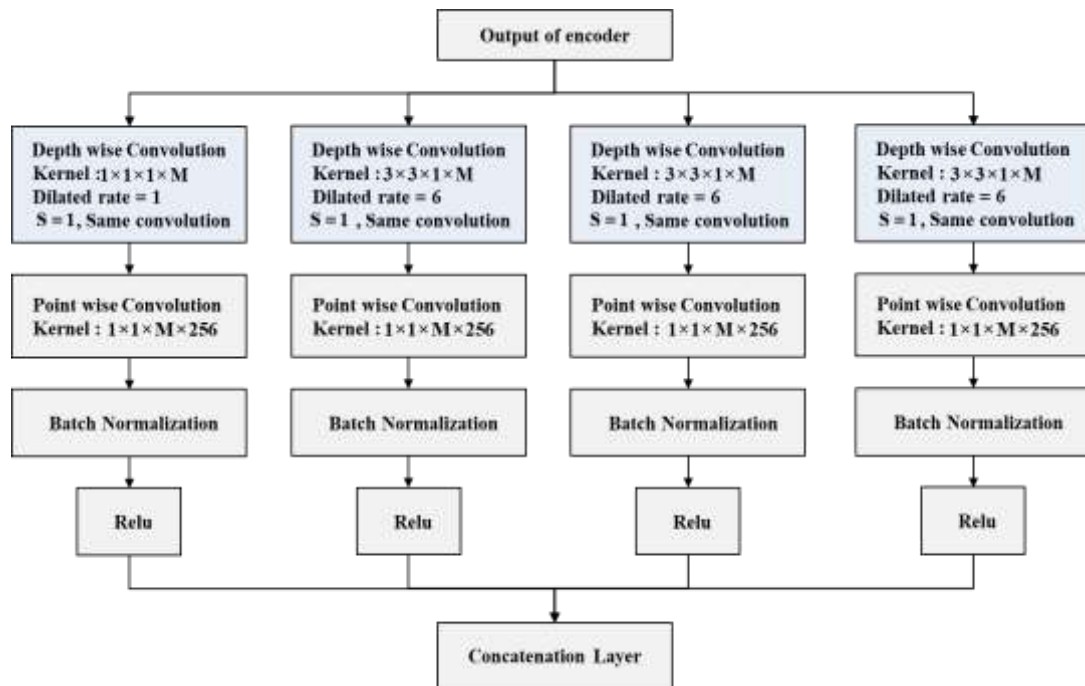 Output of encoder
Depth wise Convolution
Kernel :1×1×1×M
Dilated rate = 1
S = 1, Same convolution
Depth wise Convolution
Kernel : 3×3×1×M
Dilated rate = 6
S = 1 , Same convolution
Depth wise Convolution
Kernel : 3×3×1×M
Dilated rate = 6
S = 1 , Same convolution
Depth wise Convolution
Kernel : 3×3×1×M
Dilated rate = 6
S = 1 , Same convolution
Point wise Convolution
Kernel : 1×1×M×256
Point wise Convolution
Kernel : 1×1×M×256
Point wise Convolution
Kernel : 1×1×M×256
Point wise Convolution
Kernel : 1×1×M×256
Batch Normalization
Batch Normalization
Batch Normalization
Batch Normalization
Relu
Relu
Relu
Relu
Concatenation Layer